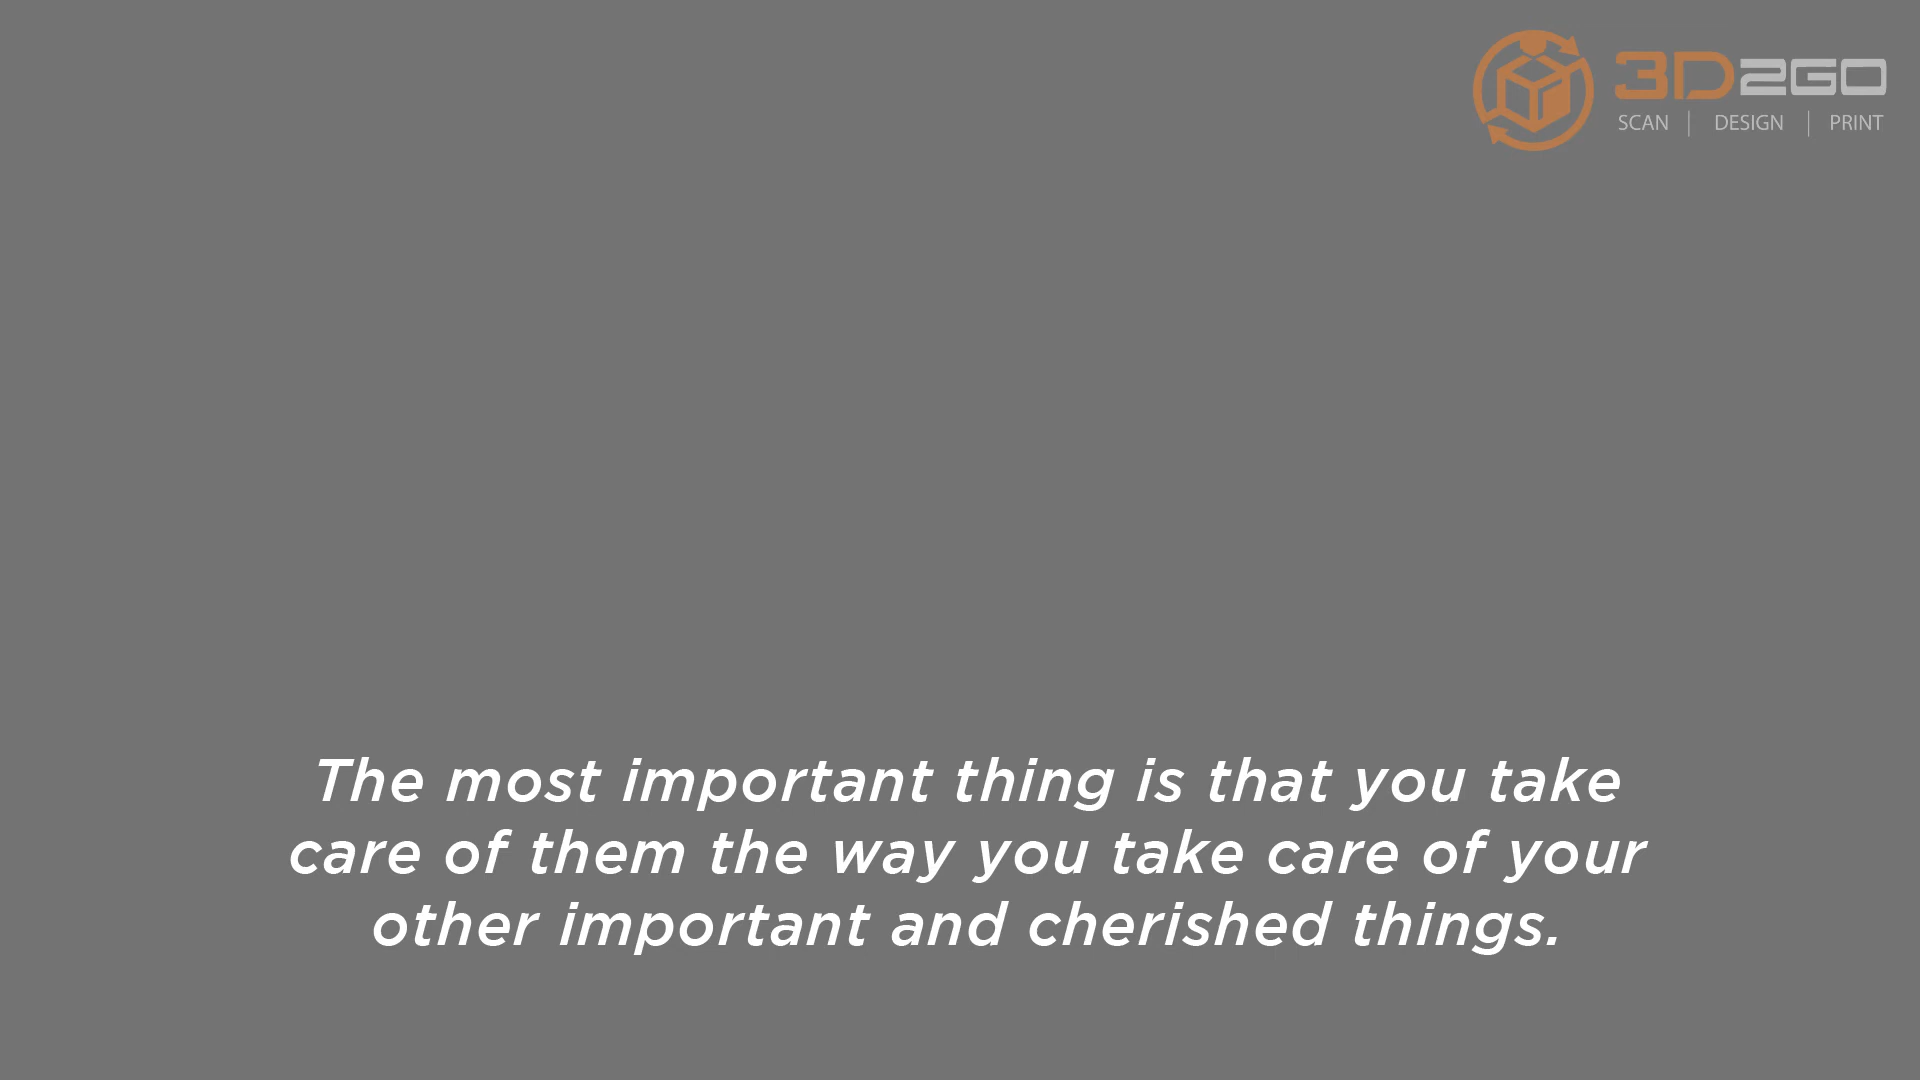 3D2GO
SCAN | DESIGN | PRINT
The most important thing is that you take
care of them the way you take care of your
other important and cherished things.